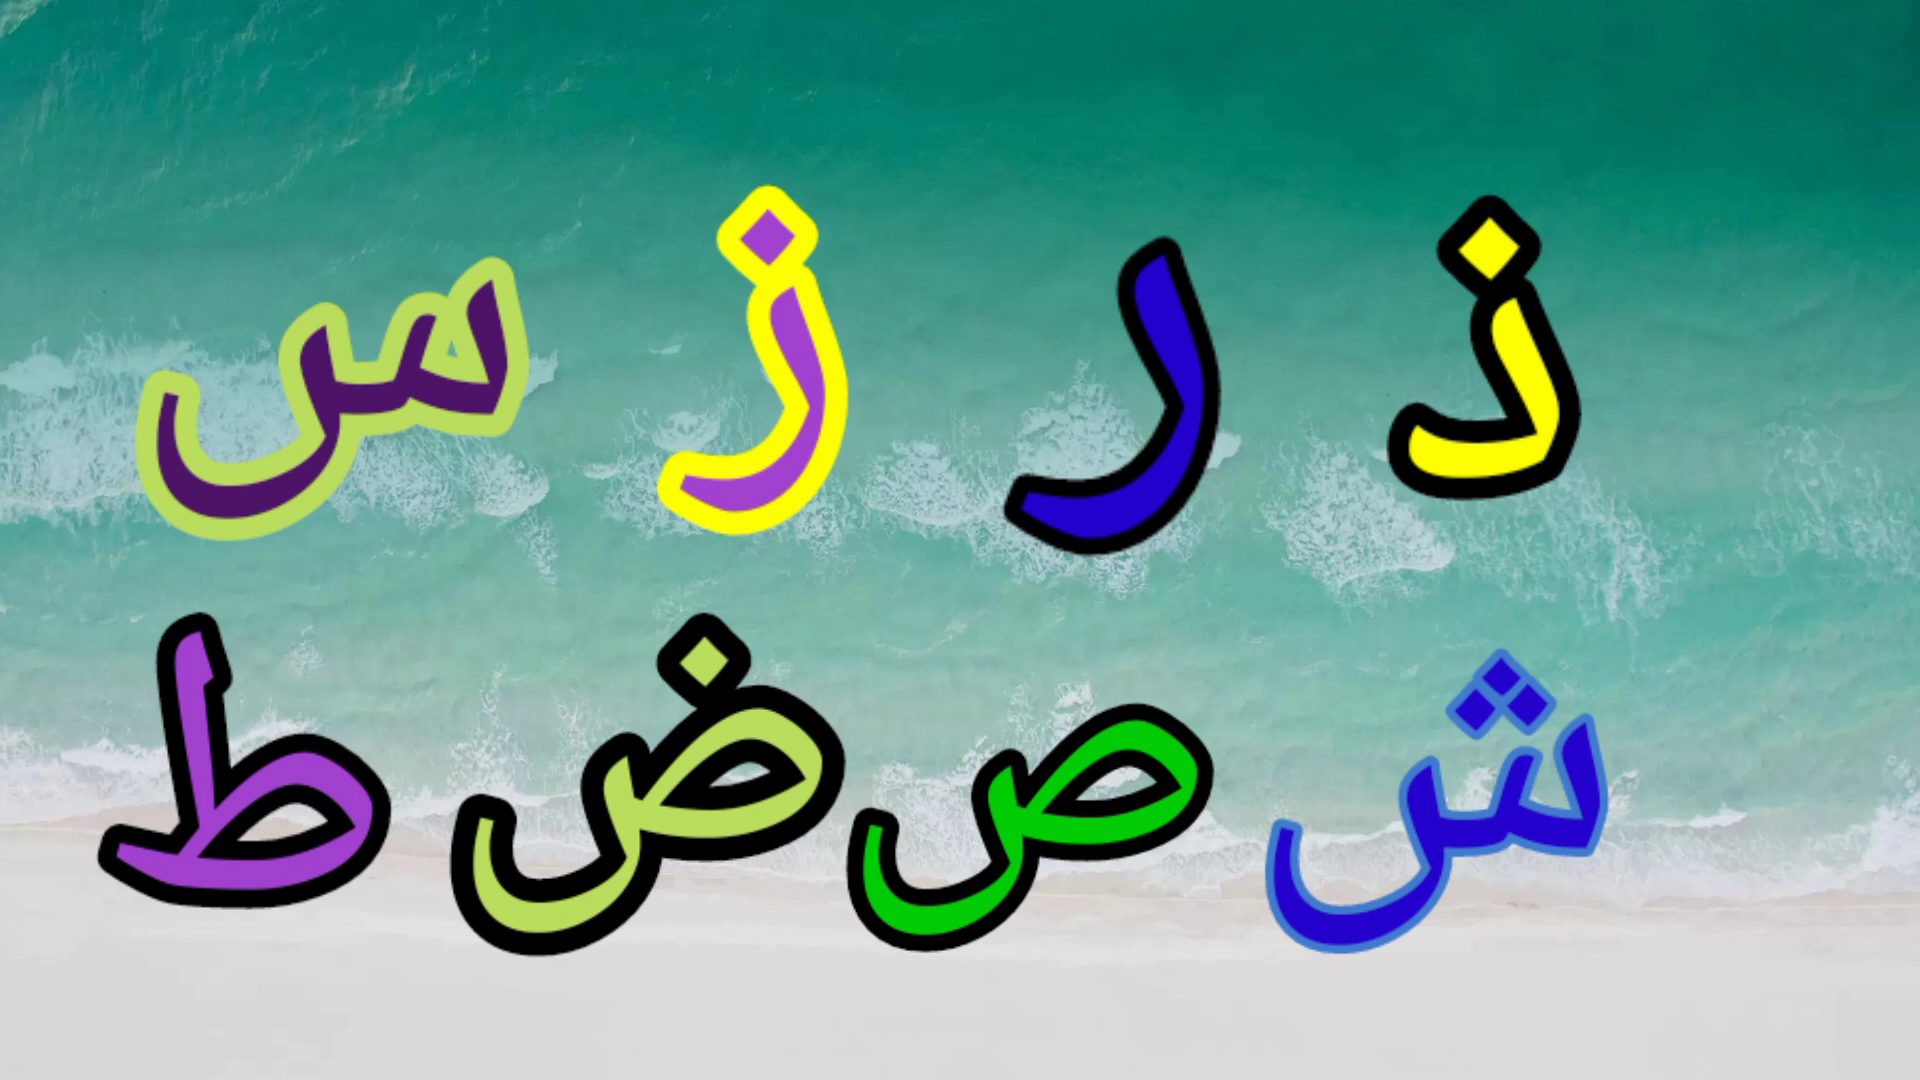 ذ ر ز س
ش ص ض ط